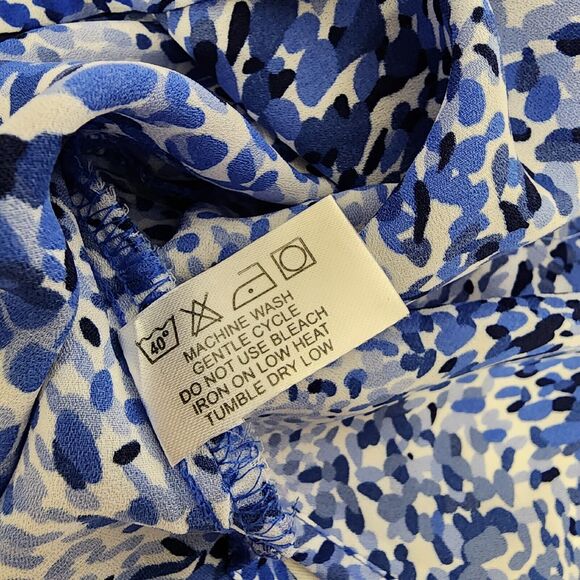 40°
MACHINE WASH
GENTLE CYCLE
DO NOT USE BLEACH
IRON ON LOW HEAT
TUMBLE DRY LOW